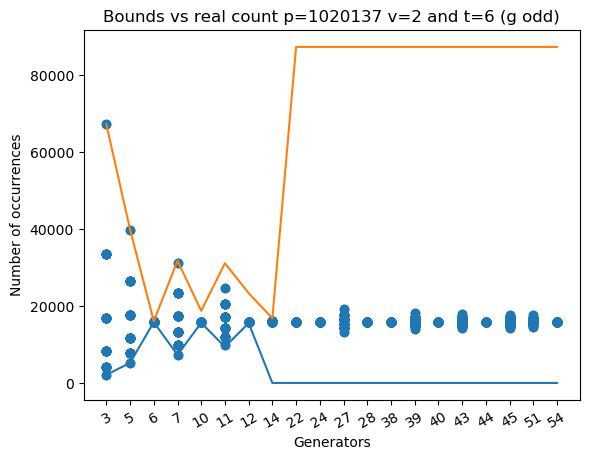 Bounds vs real count p=1020137 v=2 and t=6 (g odd)
Number of occurrences
80000
60000
40000
20000
0
3 5 6 7 10 11 12 14 22 24 27 28 38 39 40 43 44 45 51 54
Generators